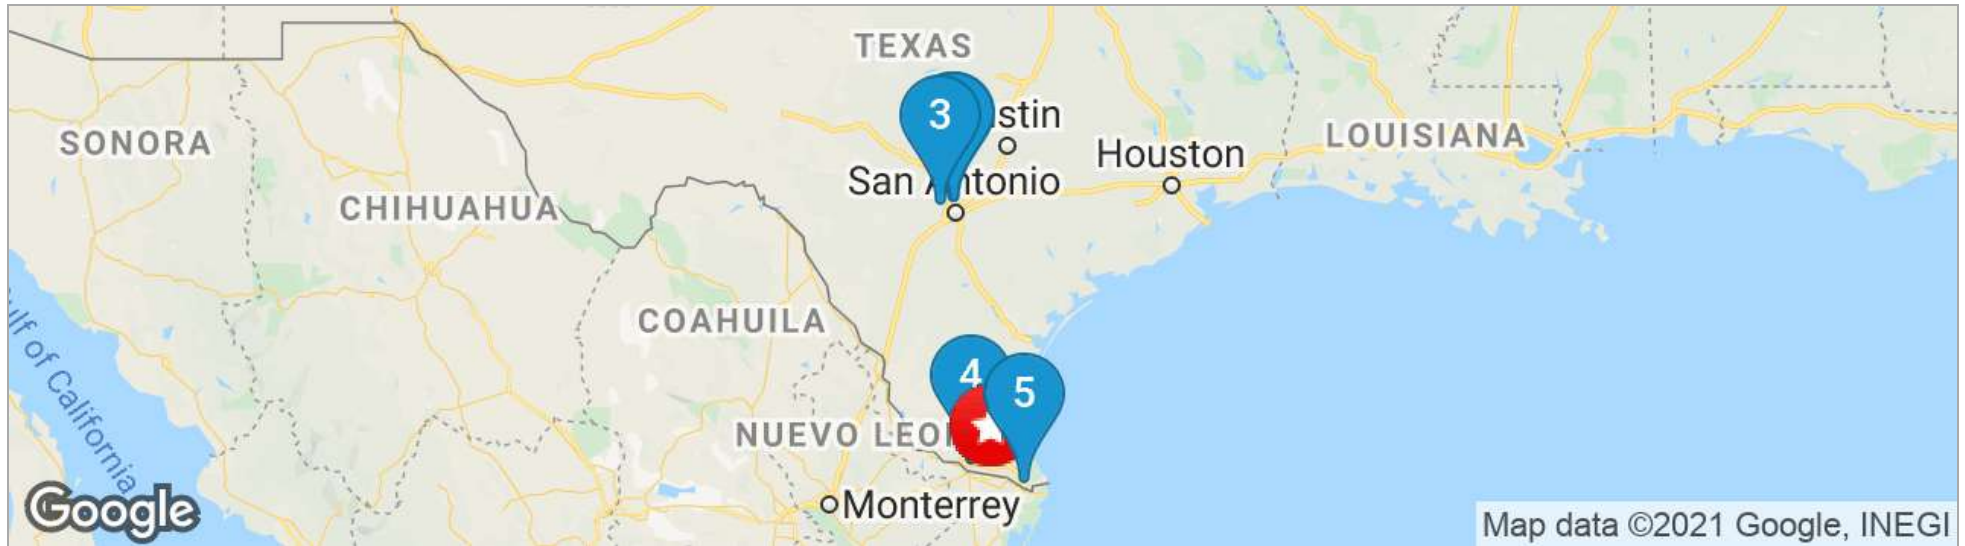 TEXAS
3
stin
SONORA
LOUISIANA
Houston
San Antonio
CHIHUAHUA
COAHUILA
4
5
NUEVO LEO
Monterrey
Google
Map data ©2021 Google, INEGI